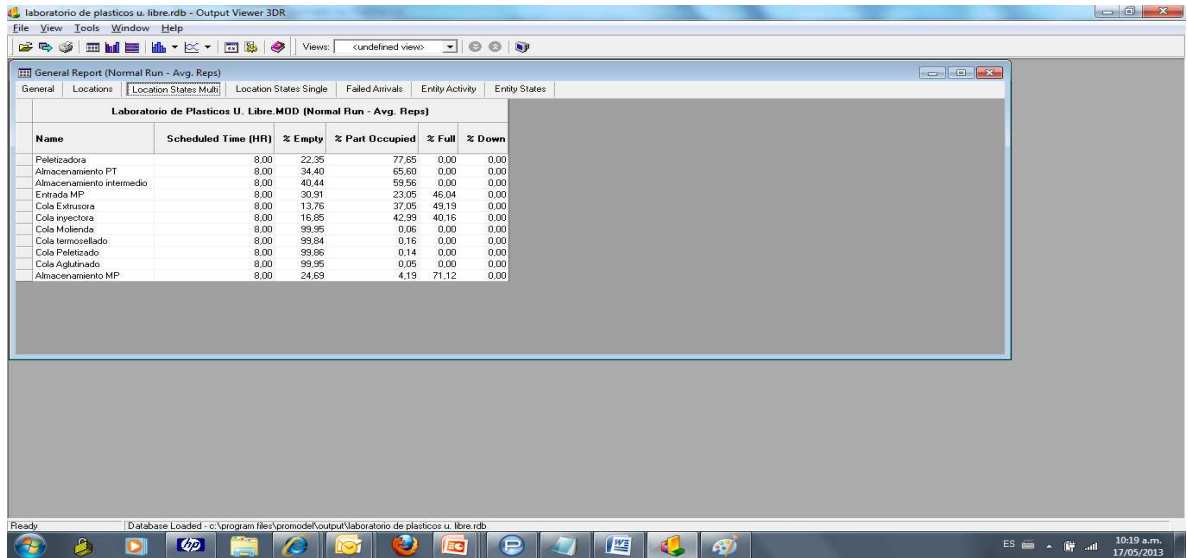 laboratorio de plasticos u. libre.rdb - Output Viewer 3DR
File View Tools Window Help
Views: <undefined view>
General Report (Normal Run - Avg. Reps)
General Locations Location States Multi Location States Single Failed Arrivals Entity Activity Entity States
Laboratorio de Plasticos U. Libre.MOD (Normal Run - Avg. Reps)
Name Scheduled Time (HR) % Empty % Part Occupied % Full % Down
Peletizadora 8,00 22,35 77,65 0,00 0,00
Almacenamiento PT 8,00 34,40 65,60 0,00 0,00
Almacenamiento intermedio 8,00 40,44 59,56 0,00 0,00
Entrada MP 8,00 30,91 23,05 46,04 0,00
Cola Extrusora 8,00 13,76 37,05 49,19 0,00
Cola inyectora 8,00 16,85 42,99 40,16 0,00
Cola Molienda 8,00 99,95 0,06 0,00 0,00
Cola termosellado 8,00 99,84 0,16 0,00 0,00
Cola Peletizado 8,00 99,86 0,14 0,00 0,00
Cola Aglutinado 8,00 99,95 0,05 0,00 0,00
Almacenamiento MP 8,00 24,69 4,19 71,12 0,00
Ready Database Loaded - c:\program files\promodel\output\laboratorio de plasticos u. libre.rdb
hp
ES 10:19 a.m.
17/05/2013